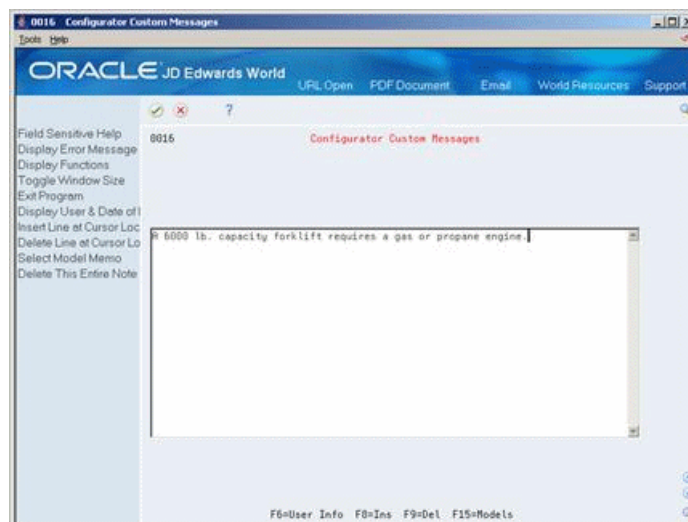 0016 Configurator Custom Messages
Tools Help
ORACLE JD Edwards World
URL Open PDF Document Email World Resources Support
?
Field Sensitive Help
Display Error Message
Display Functions
Toggle Window Size
Exit Program
Display User & Date of
Insert Line at Cursor Loc
Delete Line at Cursor Lo
Select Model Memo
Delete This Entire Note
0016 Configurator Custom Messages
A 6000 lb. capacity forklift requires a gas or propane engine.
F6=User Info F8=Ins F9=Del F15=Models